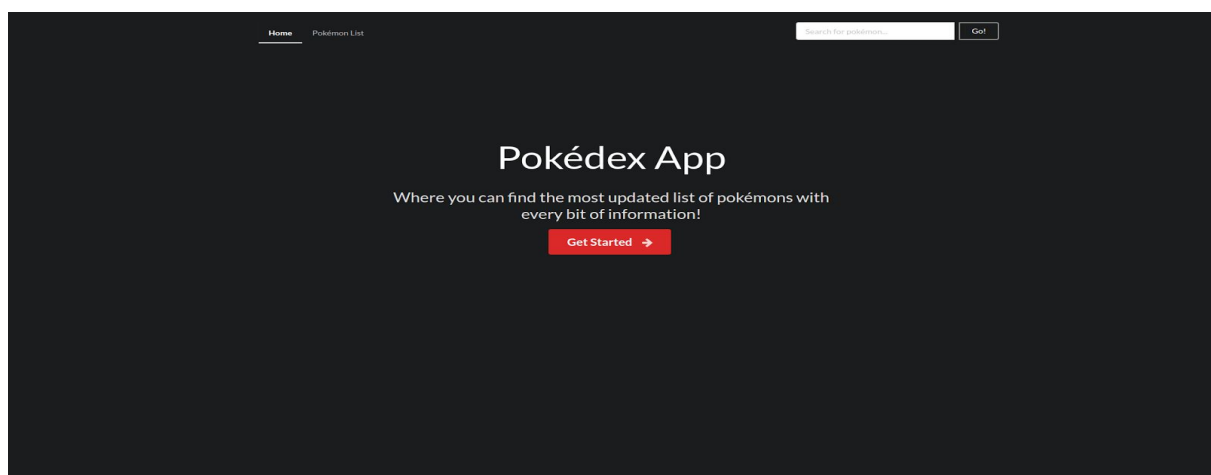 Home Pokémon List Search for pokémon... Go!
Pokédex App
Where you can find the most updated list of pokémons with
every bit of information!
Get Started